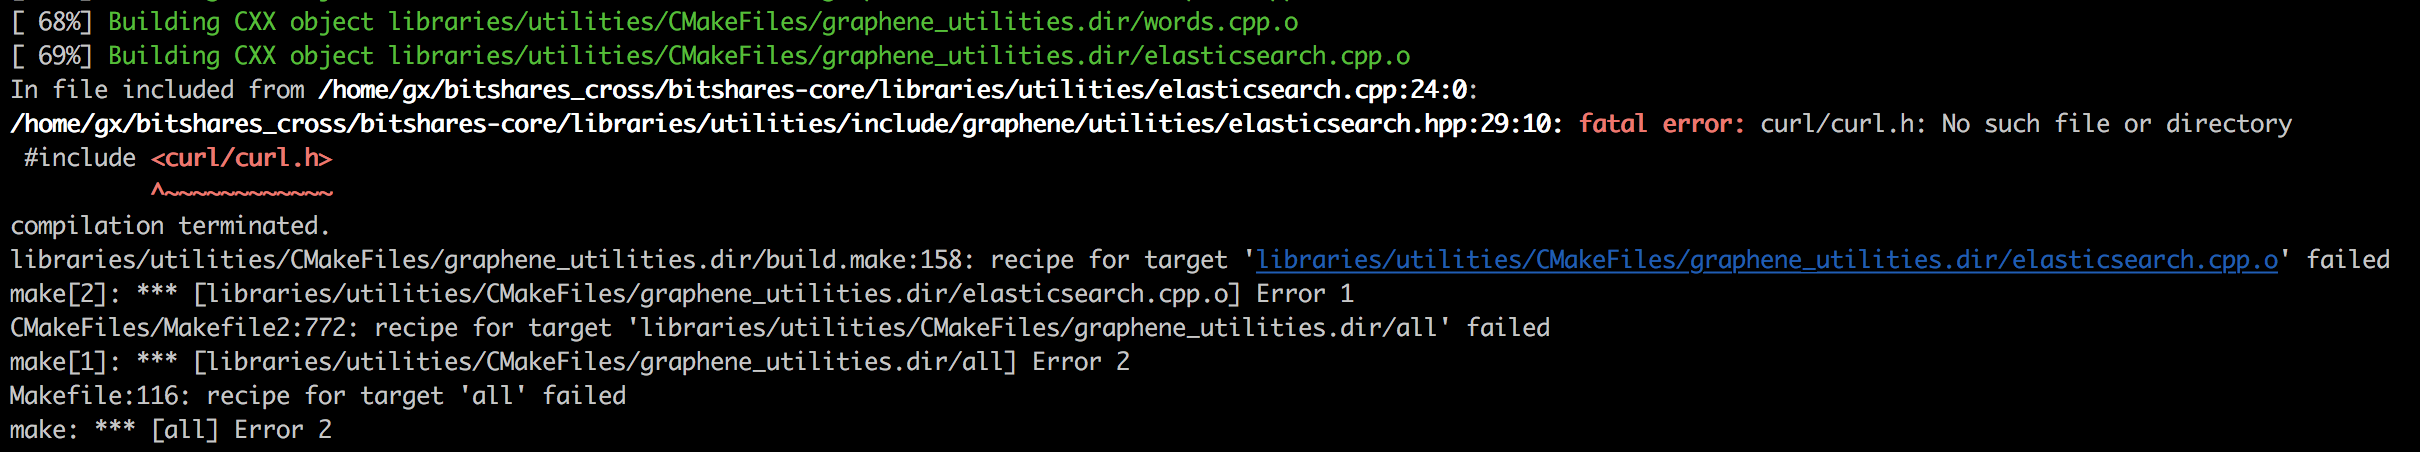 [ 68%] Building CXX object libraries/utilities/CMakeFiles/graphene_utilities.dir/words.cpp.o
[ 69%] Building CXX object libraries/utilities/CMakeFiles/graphene_utilities.dir/elasticsearch.cpp.o
In file included from /home/gx/bitshares_cross/bitshares-core/libraries/utilities/elasticsearch.cpp:24:0:
/home/gx/bitshares_cross/bitshares-core/libraries/utilities/include/graphene/utilities/elasticsearch.hpp:29:10: fatal error: curl/curl.h: No such file or directory
 #include <curl/curl.h>
          ^~~~~~~~~~~~~
compilation terminated.
libraries/utilities/CMakeFiles/graphene_utilities.dir/build.make:158: recipe for target 'libraries/utilities/CMakeFiles/graphene_utilities.dir/elasticsearch.cpp.o' failed
make[2]: *** [libraries/utilities/CMakeFiles/graphene_utilities.dir/elasticsearch.cpp.o] Error 1
CMakeFiles/Makefile2:772: recipe for target 'libraries/utilities/CMakeFiles/graphene_utilities.dir/all' failed
make[1]: *** [libraries/utilities/CMakeFiles/graphene_utilities.dir/all] Error 2
Makefile:116: recipe for target 'all' failed
make: *** [all] Error 2